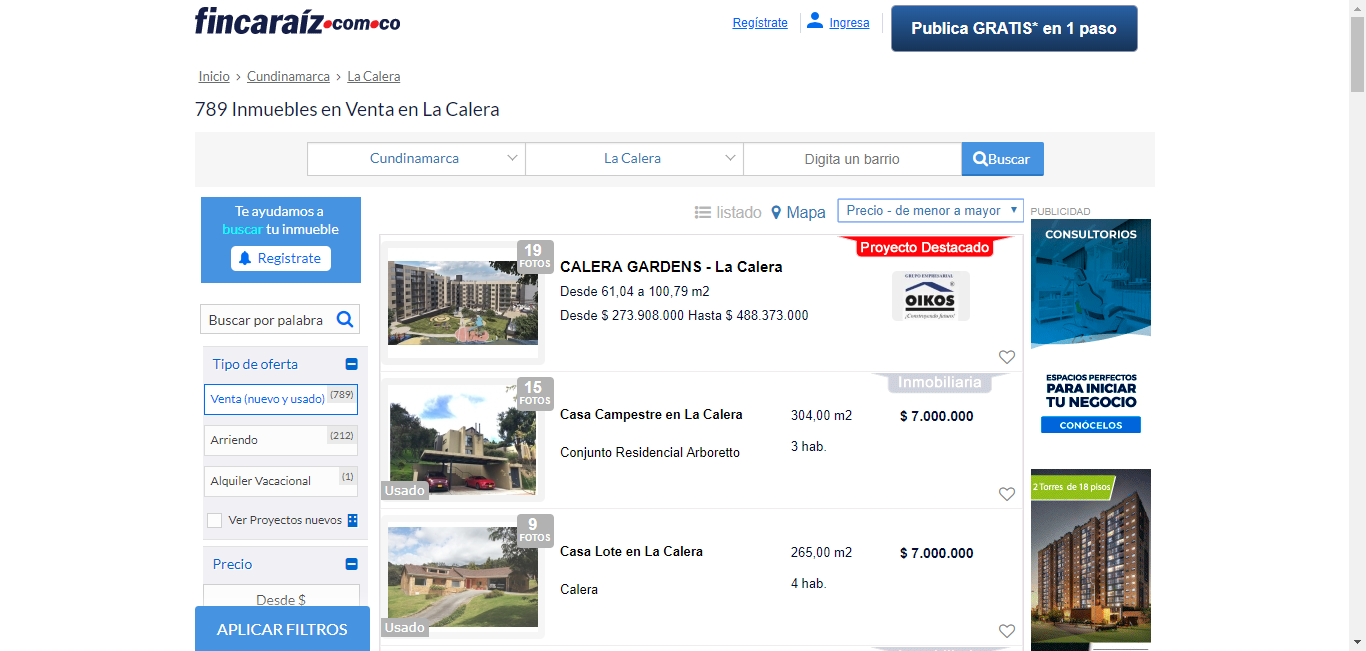 fincaraíz.com.co
Regístrate
Ingresa
Publica GRATIS* en 1 paso
Inicio › Cundinamarca › La Calera
789 Inmuebles en Venta en La Calera
Cundinamarca
La Calera
Digita un barrio
Buscar
Te ayudamos a
buscar tu inmueble
Registrate
listado
Mapa
Precio - de menor a mayor
PUBLICIDAD
Buscar por palabra
Tipo de oferta
Venta (nuevo y usado) (789)
Arriendo (212)
Alquiler Vacacional (1)
Ver Proyectos nuevos
Precio
Desde $
APLICAR FILTROS
19
FOTOS
CALERA GARDENS - La Calera
Desde 61,04 a 100,79 m2
Desde $ 273.908.000 Hasta $ 488.373.000
Proyecto Destacado
GRUPO EMPRESARIAL
OIKOS
¡Construyendo futuro!
15
FOTOS
Usado
Inmobiliaria
Casa Campestre en La Calera
304,00 m2
$ 7.000.000
Conjunto Residencial Arboretto
3 hab.
9
FOTOS
Usado
Casa Lote en La Calera
265,00 m2
$ 7.000.000
Calera
4 hab.
CONSULTORIOS
ESPACIOS PERFECTOS
PARA INICIAR
TU NEGOCIO
CONÓCELOS
2 Torres de 18 pisos